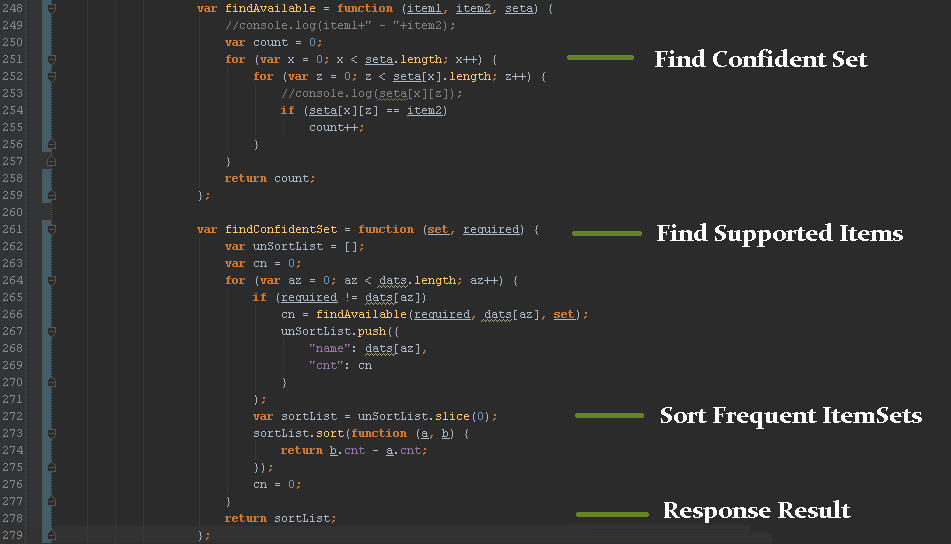 248 var findAvailable = function (item1, item2, seta) {
249 //console.log(item1+" - "+item2);
250 var count = 0;
251 for (var x = 0; x < seta.length; x++) { Find Confident Set
252 for (var z = 0; z < seta[x].length; z++) {
253 //console.log(seta[x][z]);
254 if (seta[x][z] == item2)
255 count++;
256 }
257 }
258 return count;
259 };
260
261 var findConfidentSet = function (set, required) { Find Supported Items
262 var unSortList = [];
263 var cn = 0;
264 for (var az = 0; az < dats.length; az++) {
265 if (required != dats[az])
266 cn = findAvailable(required, dats[az], set);
267 unSortList.push({
268 "name": dats[az],
269 "cnt": cn
270 }
271 );
272 var sortList = unSortList.slice(0); Sort Frequent ItemSets
273 sortList.sort(function (a, b) {
274 return b.cnt - a.cnt;
275 });
276 cn = 0;
277 }
278 return sortList; Response Result
279 };